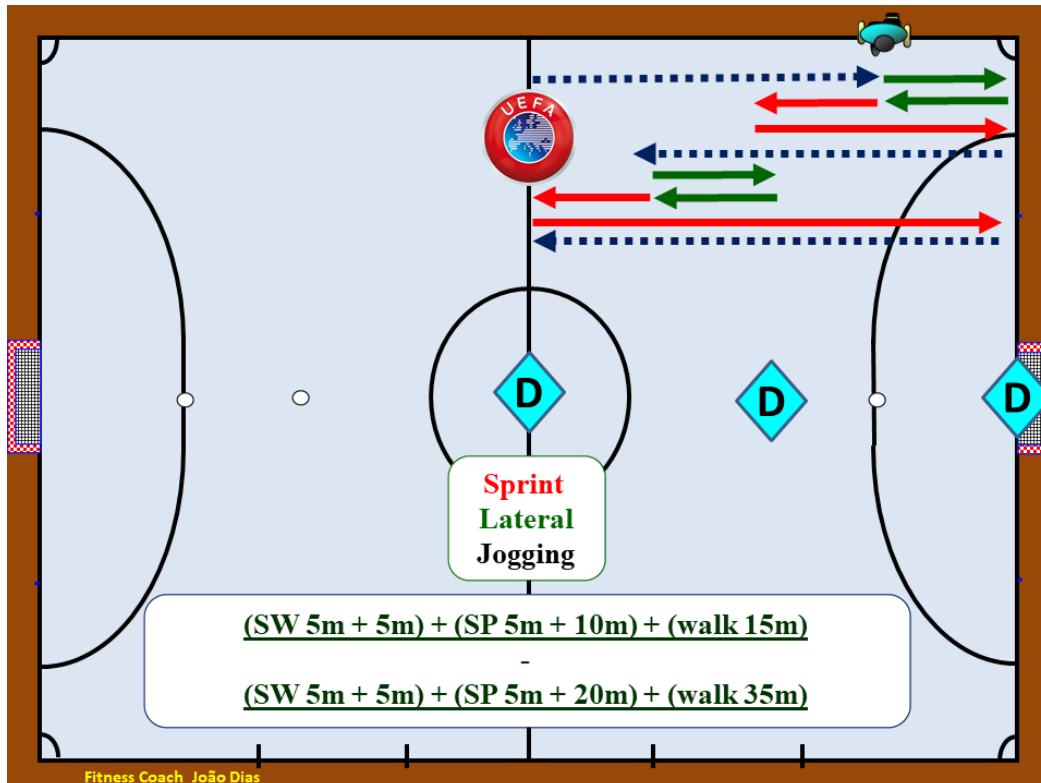 UEFA
D
D
D
Sprint
Lateral
Jogging
(SW 5m + 5m) + (SP 5m + 10m) + (walk 15m)
-
(SW 5m + 5m) + (SP 5m + 20m) + (walk 35m)
Fitness Coach João Dias